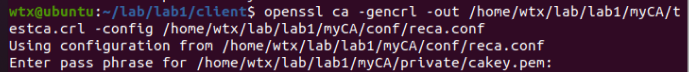 wtx@ubuntu:~/lab/lab1/client$ openssl ca -gencrl -out /home/wtx/lab/lab1/myCA/t
estca.crl -config /home/wtx/lab/lab1/myCA/conf/reca.conf
Using configuration from /home/wtx/lab/lab1/myCA/conf/reca.conf
Enter pass phrase for /home/wtx/lab/lab1/myCA/private/cakey.pem: